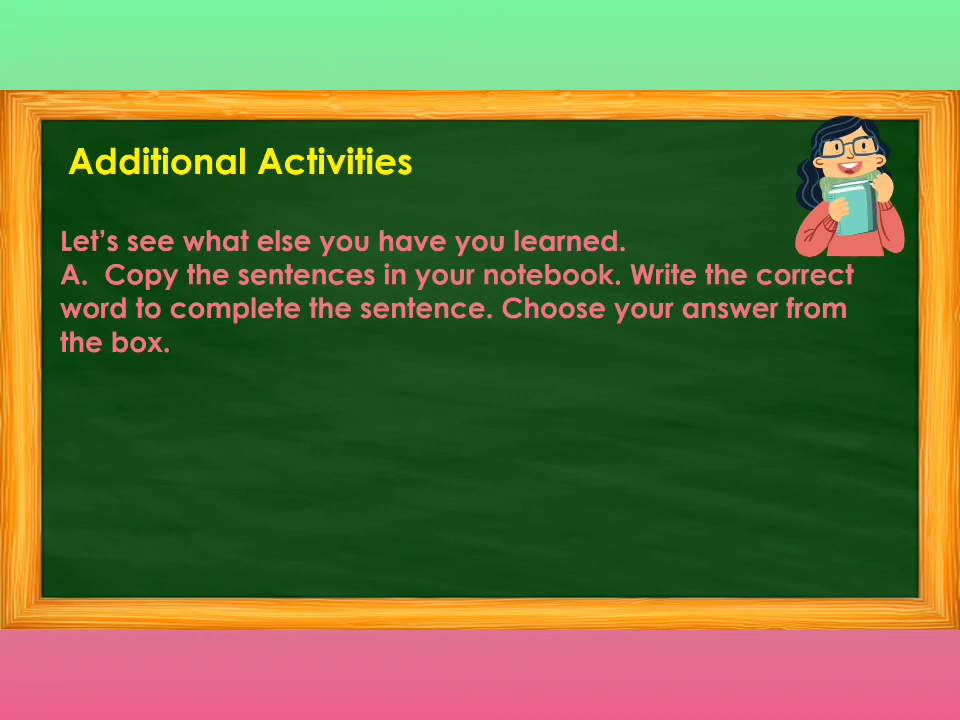 Additional Activities
Let’s see what else you have you learned.
A. Copy the sentences in your notebook. Write the correct
word to complete the sentence. Choose your answer from
the box.